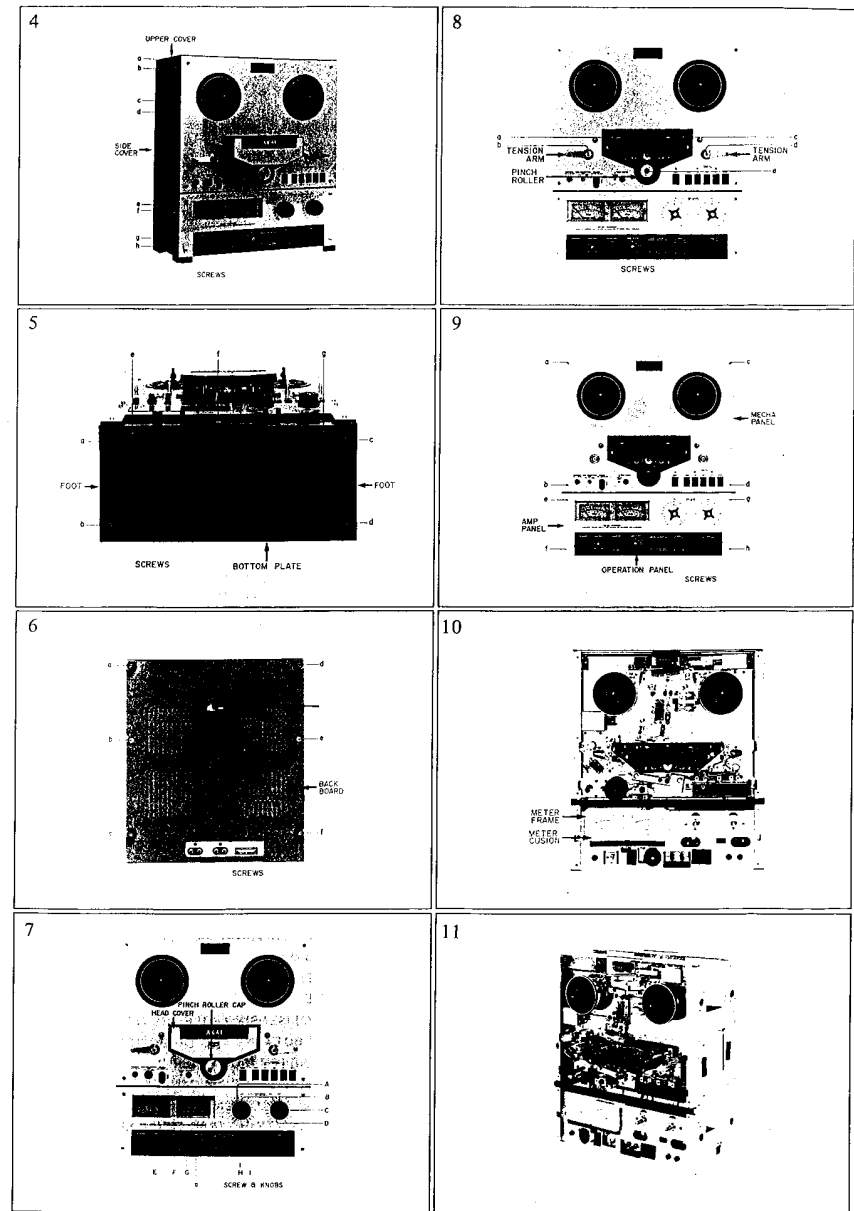 4
UPPER COVER
a
b
c
d
SIDE
COVER
AKAI
e
f
g
h
SCREWS
8
a
b
TENSION
ARM
PINCH
ROLLER
c
d
TENSION
ARM
e
SCREWS
5
e
f
g
a
c
FOOT
FOOT
b
d
SCREWS
BOTTOM PLATE
9
a
c
MECHA
PANEL
b
d
e
g
AMP
PANEL
f
h
OPERATION PANEL
SCREWS
6
a
d
b
e
BACK
BOARD
c
f
SCREWS
10
METER
FRAME
METER
CUSION
7
PINCH ROLLER CAP
HEAD COVER
AKAI
A
B
C
D
E F G
H I
a
SCREW & KNOBS
11